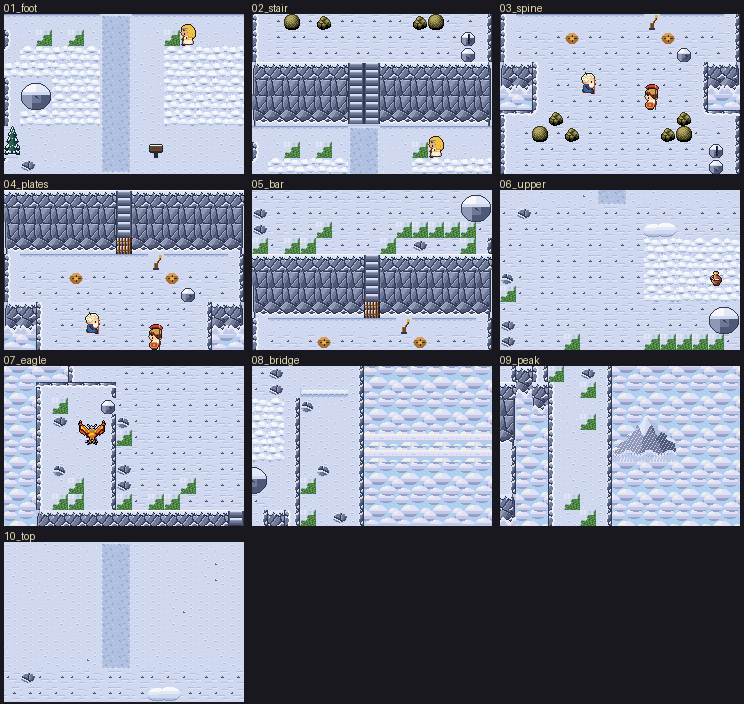 01_foot
02_stair
03_spine
04_plates
05_bar
06_upper
07_eagle
08_bridge
09_peak
10_top